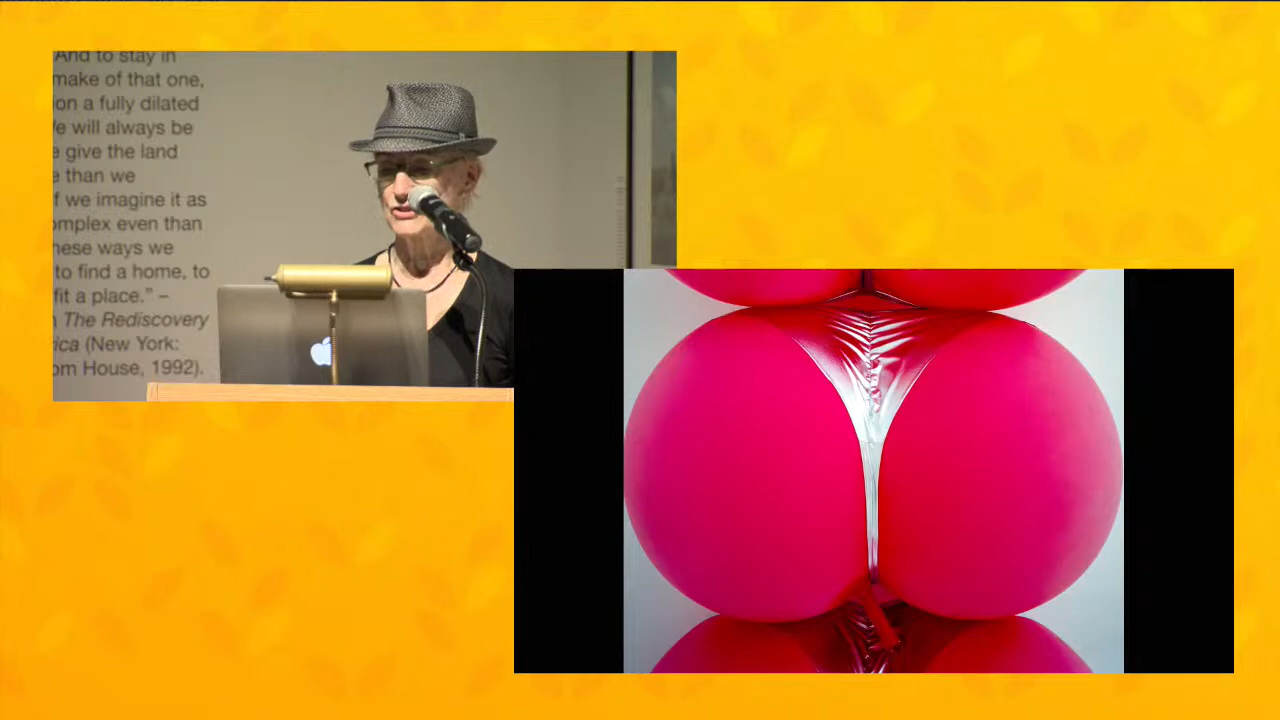 And to stay in
make of that one,
ion a fully dilated
e will always be
e give the land
e than we
f we imagine it as
omplex even than
hese ways we
to find a home, to
fit a place.” –
The Rediscovery
ica (New York:
om House, 1992).